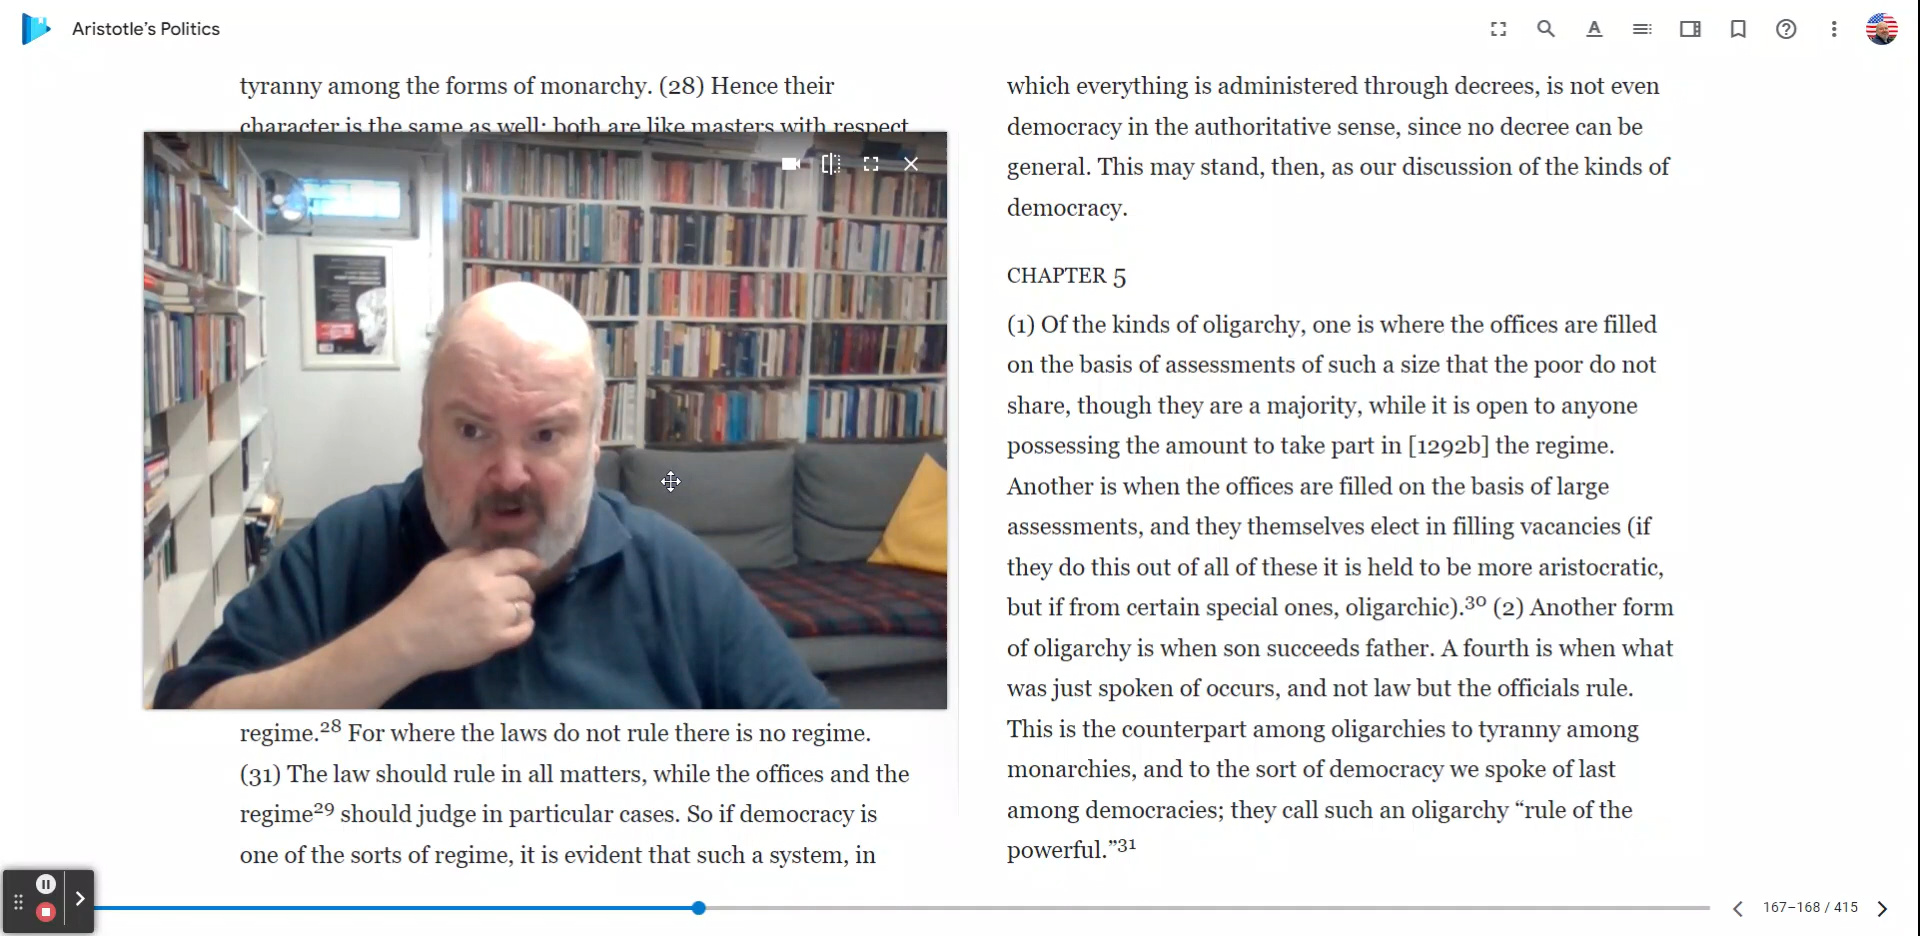 Aristotle’s Politics
tyranny among the forms of monarchy. (28) Hence their
character is the same as well: both are like masters with respect
regime.28 For where the laws do not rule there is no regime.
(31) The law should rule in all matters, while the offices and the
regime29 should judge in particular cases. So if democracy is
one of the sorts of regime, it is evident that such a system, in
which everything is administered through decrees, is not even
democracy in the authoritative sense, since no decree can be
general. This may stand, then, as our discussion of the kinds of
democracy.
CHAPTER 5
(1) Of the kinds of oligarchy, one is where the offices are filled
on the basis of assessments of such a size that the poor do not
share, though they are a majority, while it is open to anyone
possessing the amount to take part in [1292b] the regime.
Another is when the offices are filled on the basis of large
assessments, and they themselves elect in filling vacancies (if
they do this out of all of these it is held to be more aristocratic,
but if from certain special ones, oligarchic).30 (2) Another form
of oligarchy is when son succeeds father. A fourth is when what
was just spoken of occurs, and not law but the officials rule.
This is the counterpart among oligarchies to tyranny among
monarchies, and to the sort of democracy we spoke of last
among democracies; they call such an oligarchy “rule of the
powerful.”31
167–168 / 415